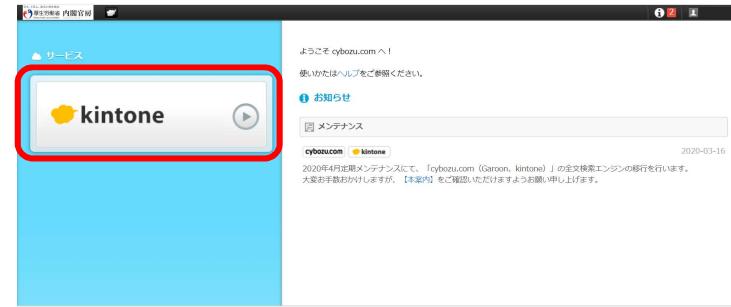 厚生労働省 内閣官房
2
サービス
kintone
ようこそ cybozu.com へ！
使いかたはヘルプをご参照ください。
お知らせ
メンテナンス
cybozu.com kintone 2020-03-16
2020年4月定期メンテナンスにて、「cybozu.com（Garoon、kintone）」の全文検索エンジンの移行を行います。
大変お手数おかけしますが、【本案内】をご確認いただけますようお願い申し上げます。